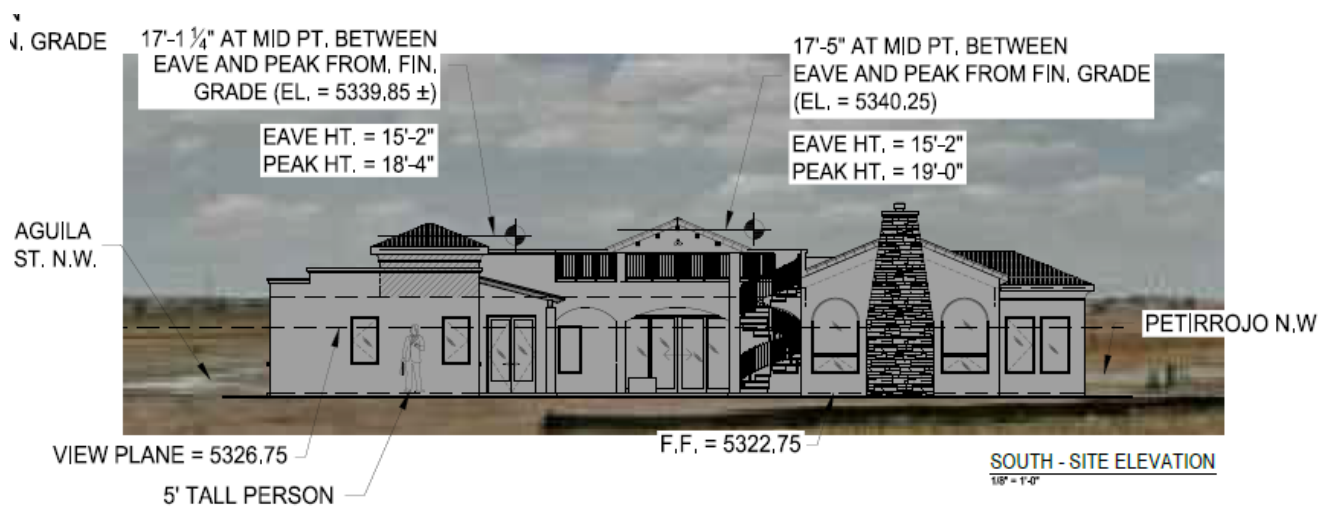 N. GRADE
17'-1 ¼" AT MID PT. BETWEEN
EAVE AND PEAK FROM. FIN.
GRADE (EL. = 5339.85 ±)
EAVE HT. = 15'-2"
PEAK HT. = 18'-4"
17'-5" AT MID PT. BETWEEN
EAVE AND PEAK FROM FIN. GRADE
(EL. = 5340.25)
EAVE HT. = 15'-2"
PEAK HT. = 19'-0"
AGUILA
ST. N.W.
PETIRROJO N.W
VIEW PLANE = 5326.75
5' TALL PERSON
F.F. = 5322.75
SOUTH - SITE ELEVATION
1/8" = 1'-0"